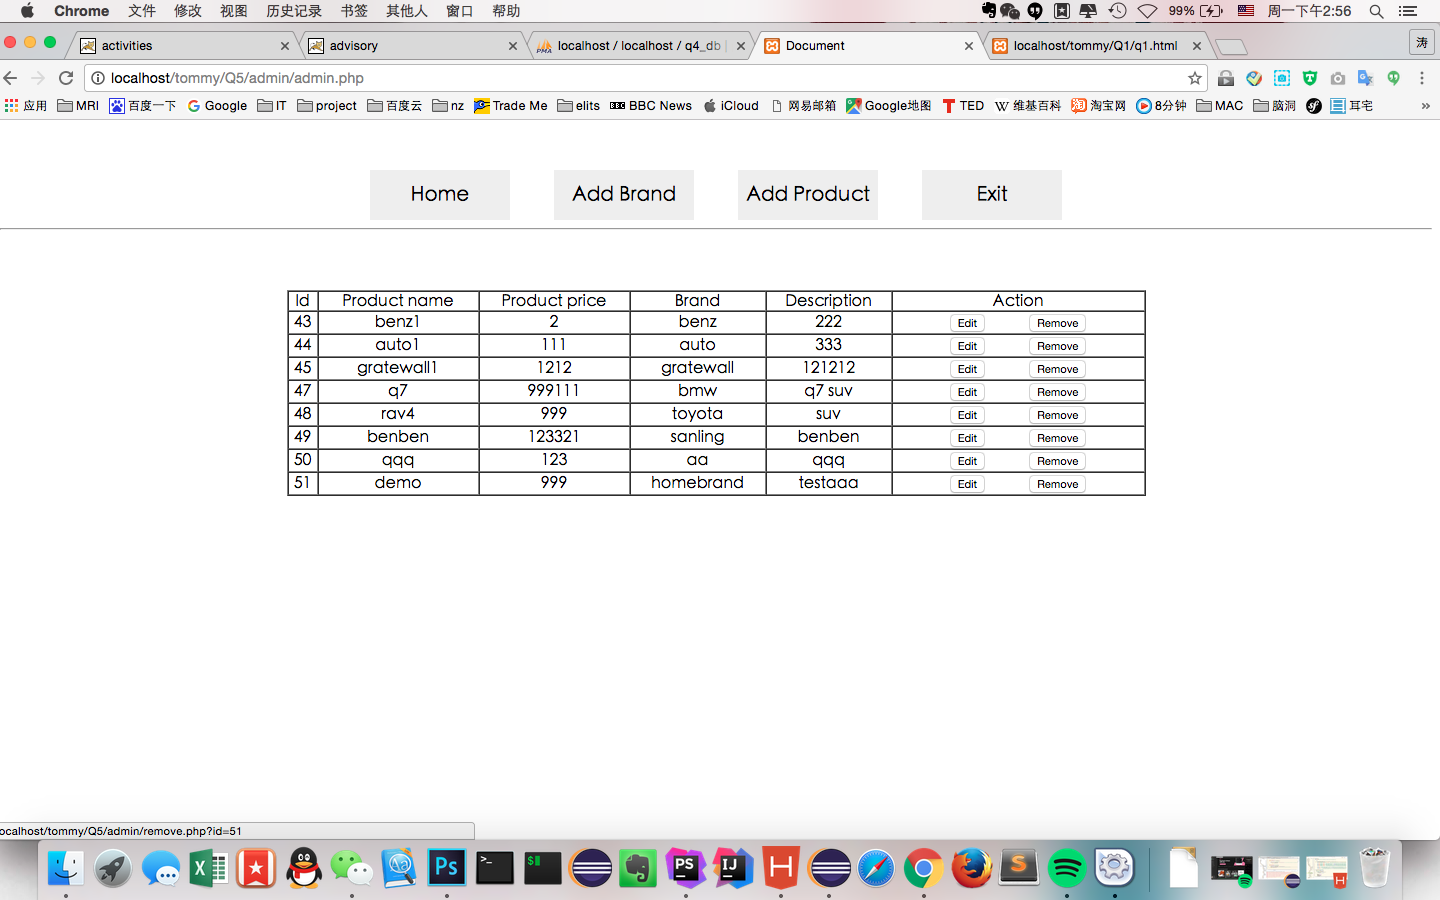 Chrome 文件 修改 视图 历史记录 书签 其他人 窗口 帮助 99% 周一下午2:56
activities advisory localhost / localhost / q4_db Document localhost/tommy/Q1/q1.html 涛
localhost/tommy/Q5/admin/admin.php
应用 MRI 百度一下 Google IT project 百度云 nz Trade Me elits BBC BBC News iCloud 网易邮箱 Google地图 TED 维基百科 淘宝网 8分钟 MAC 脑洞 耳宅 »
Home Add Brand Add Product Exit
Id Product name Product price Brand Description Action
43 benz1 2 benz 222 Edit Remove
44 auto1 111 auto 333 Edit Remove
45 gratewall1 1212 gratewall 121212 Edit Remove
47 q7 999111 bmw q7 suv Edit Remove
48 rav4 999 toyota suv Edit Remove
49 benben 123321 sanling benben Edit Remove
50 qqq 123 aa qqq Edit Remove
51 demo 999 homebrand testaaa Edit Remove
ocalhost/tommy/Q5/admin/remove.php?id=51
Ps PS IJ H S